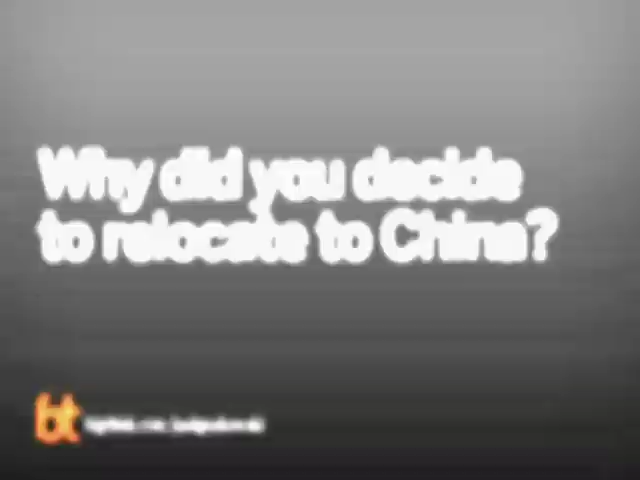 Why did you decide
to relocate to China?
bt